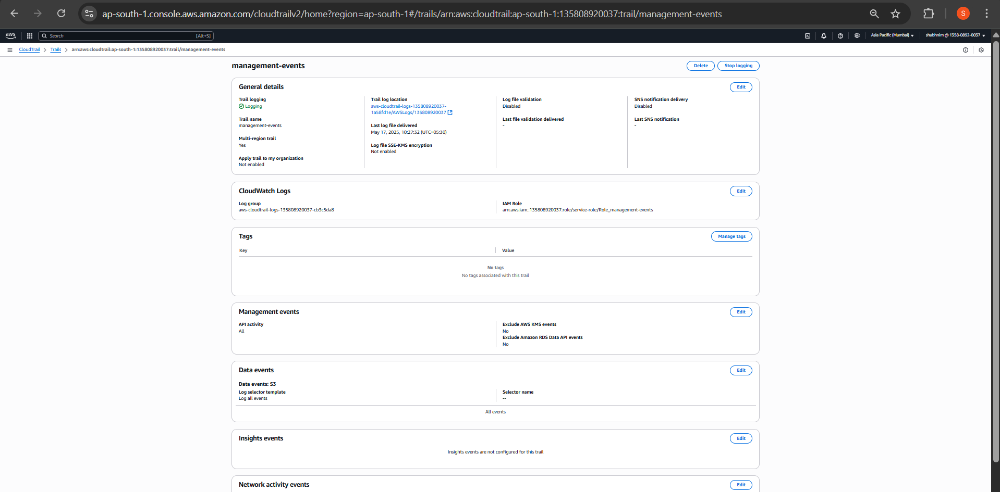 ap-south-1.console.aws.amazon.com/cloudtrailv2/home?region=ap-south-1#/trails/arn:aws:cloudtrail:ap-south-1:135808920037:trail/management-events
S
aws
Search
[Alt+S]
Asia Pacific (Mumbai)
shubhnim @ 1358-0892-0037
CloudTrail
Trails
arn:aws:cloudtrail:ap-south-1:135808920037:trail/management-events
management-events
Delete
Stop logging
General details
Edit
Trail logging
Logging
Trail name
management-events
Multi-region trail
Yes
Apply trail to my organization
Not enabled
Trail log location
aws-cloudtrail-logs-135808920037-
1a58fd1e/AWSLogs/135808920037
Last log file delivered
May 17, 2025, 10:27:32 (UTC+05:30)
Log file SSE-KMS encryption
Not enabled
Log file validation
Disabled
Last file validation delivered
-
SNS notification delivery
Disabled
Last SNS notification
-
CloudWatch Logs
Edit
Log group
aws-cloudtrail-logs-135808920037-cb3c5da8
IAM Role
arn:aws:iam::135808920037:role/service-role/Role_management-events
Tags
Manage tags
Key
Value
No tags
No tags associated with this trail
Management events
Edit
API activity
All
Exclude AWS KMS events
No
Exclude Amazon RDS Data API events
No
Data events
Edit
Data events: S3
Log selector template
Log all events
Selector name
--
All events
Insights events
Edit
Insights events are not configured for this trail
Network activity events
Edit